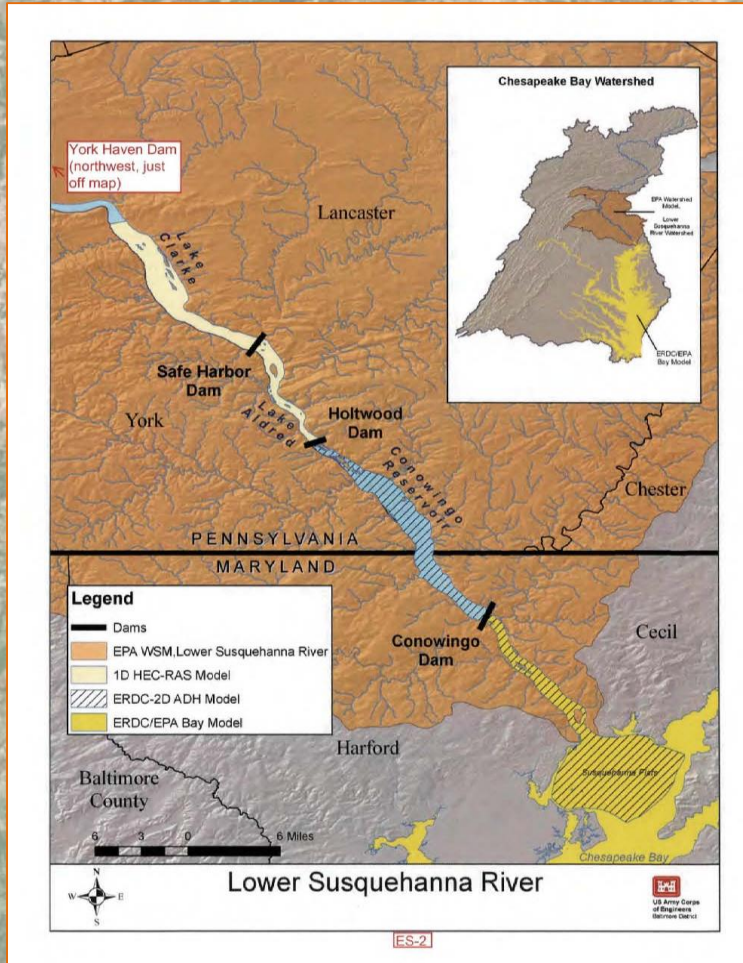 York Haven Dam
(northwest, just
off map)
Chesapeake Bay Watershed
EPA Watershed
Model,
Lower
Susquehanna
River Watershed
ERDC/EPA
Bay Model
Lancaster
Lake
Clarke
Safe Harbor
Dam
York
Lake
Aldred
Holtwood
Dam
Conowingo
Reservoir
Chester
PENNSYLVANIA
MARYLAND
Legend
Dams
EPA WSM,Lower Susquehanna River
1D HEC-RAS Model
ERDC-2D ADH Model
ERDC/EPA Bay Model
Conowingo
Dam
Cecil
Harford
Baltimore
County
Susquehanna Flats
Chesapeake Bay
6 3 0 6 Miles
N
W E
S
Lower Susquehanna River
US Army Corps
of Engineers
Baltimore District
ES-2